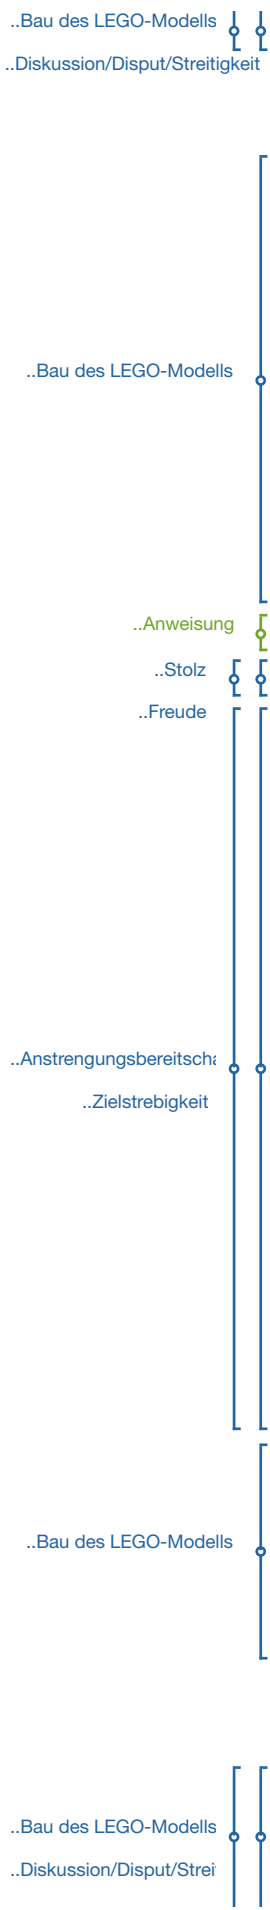 ..Bau des LEGO-Modells
..Diskussion/Disput/Streitigkeit
..Bau des LEGO-Modells
..Anweisung
..Stolz
..Freude
..Anstrengungsbereitscha
..Zielstrebigkeit
..Bau des LEGO-Modells
..Bau des LEGO-Modells
..Diskussion/Disput/Strei